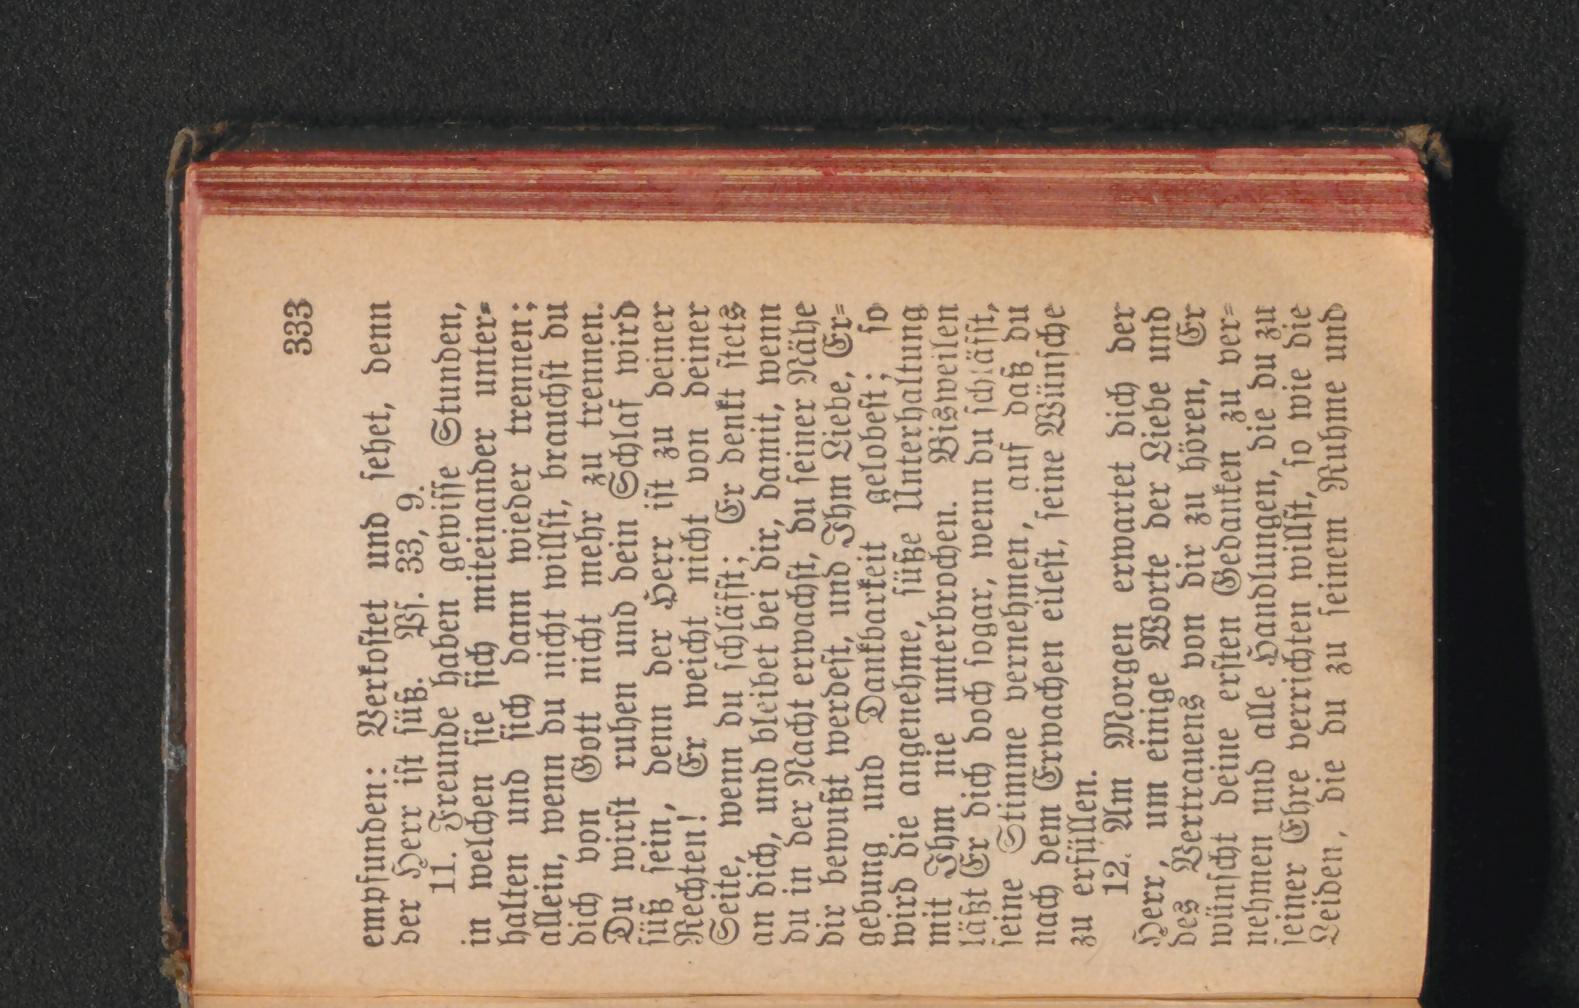 333
empfunden: Verkostet und sehet, denn
der Herr ist süß. Ps. 33, 9.
11. Freunde haben gewisse Stunden,
in welchen sie sich miteinander unter=
halten und sich dann wieder trennen;
allein, wenn du nicht willst, brauchst du
dich von Gott nicht mehr zu trennen.
Du wirst ruhen und dein Schlaf wird
süß sein, denn der Herr ist zu deiner
Rechten! Er weicht nicht von deiner
Seite, wenn du schläfst; Er denkt stets
an dich, und bleibet bei dir, damit, wenn
du in der Nacht erwachst, du seiner Nähe
dir bewußt werdest, und Ihm Liebe, Er=
gebung und Dankbarkeit gelobest; so
wird die angenehme, süße Unterhaltung
mit Ihm nie unterbrochen. Bisweilen
läßt Er dich doch sogar, wenn du schläfst,
seine Stimme vernehmen, auf daß du
nach dem Erwachen eilest, seine Wünsche
zu erfüllen.
12. Am Morgen erwartet dich der
Herr, um einige Worte der Liebe und
des Vertrauens von dir zu hören, Er
wünscht deine ersten Gedanken zu ver=
nehmen und alle Handlungen, die du zu
seiner Ehre verrichten willst, so wie die
Leiden, die du zu seinem Ruhme und